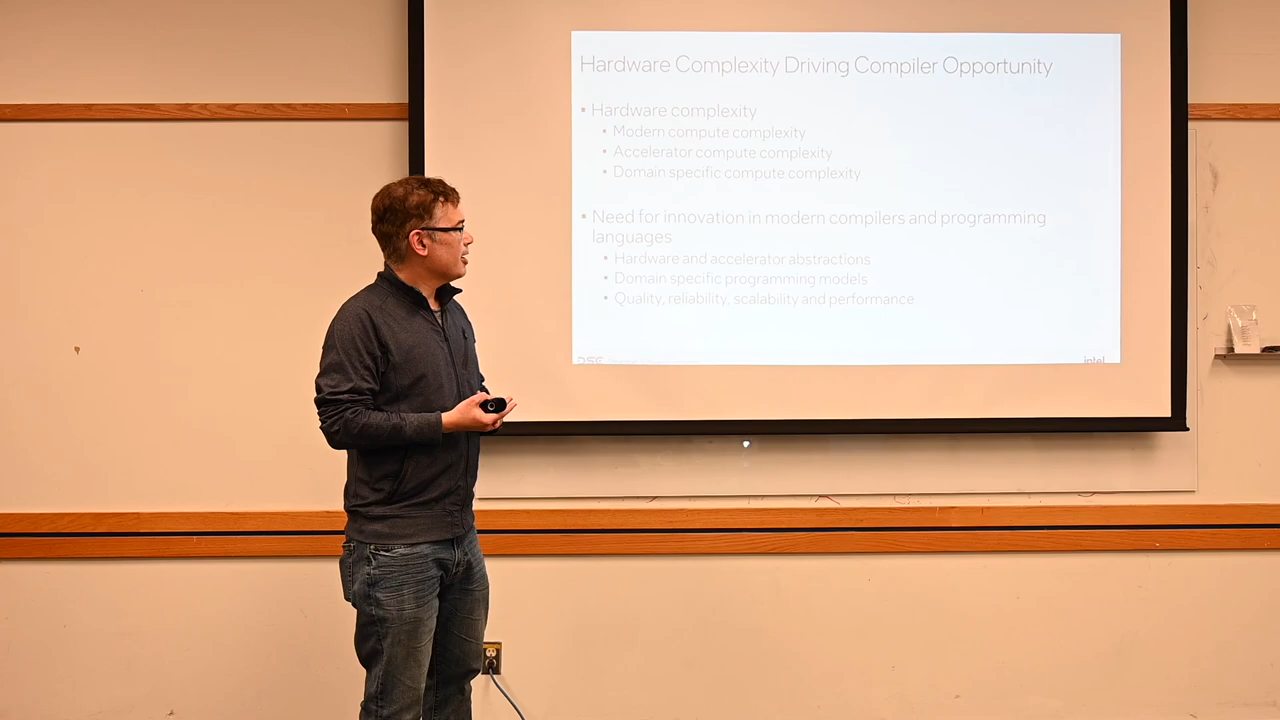 Hardware Complexity Driving Compiler Opportunity
▪ Hardware complexity
• Modern compute complexity
• Accelerator compute complexity
• Domain specific compute complexity
▪ Need for innovation in modern compilers and programming
languages
• Hardware and accelerator abstractions
• Domain specific programming models
• Quality, reliability, scalability and performance
intel